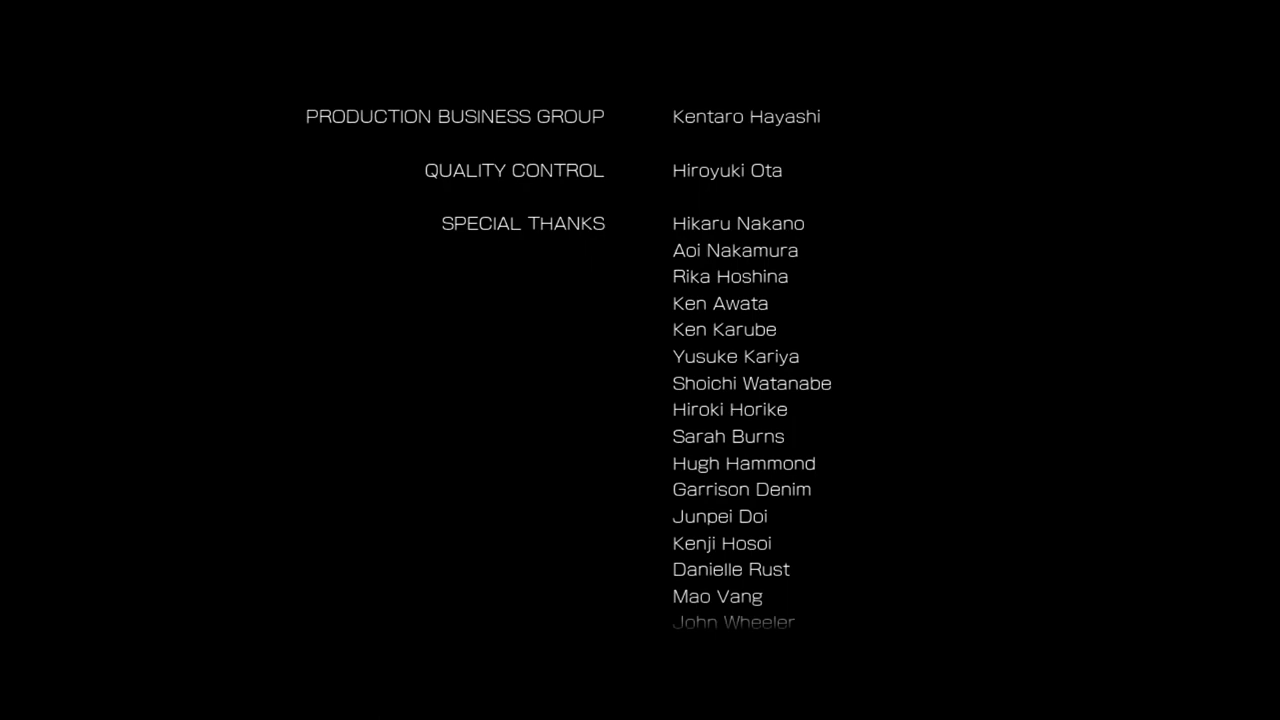 PRODUCTION BUSINESS GROUP Kentaro Hayashi
QUALITY CONTROL Hiroyuki Ota
SPECIAL THANKS Hikaru Nakano
Aoi Nakamura
Rika Hoshina
Ken Awata
Ken Karube
Yusuke Kariya
Shoichi Watanabe
Hiroki Horike
Sarah Burns
Hugh Hammond
Garrison Denim
Junpei Doi
Kenji Hosoi
Danielle Rust
Mao Vang
John Wheeler